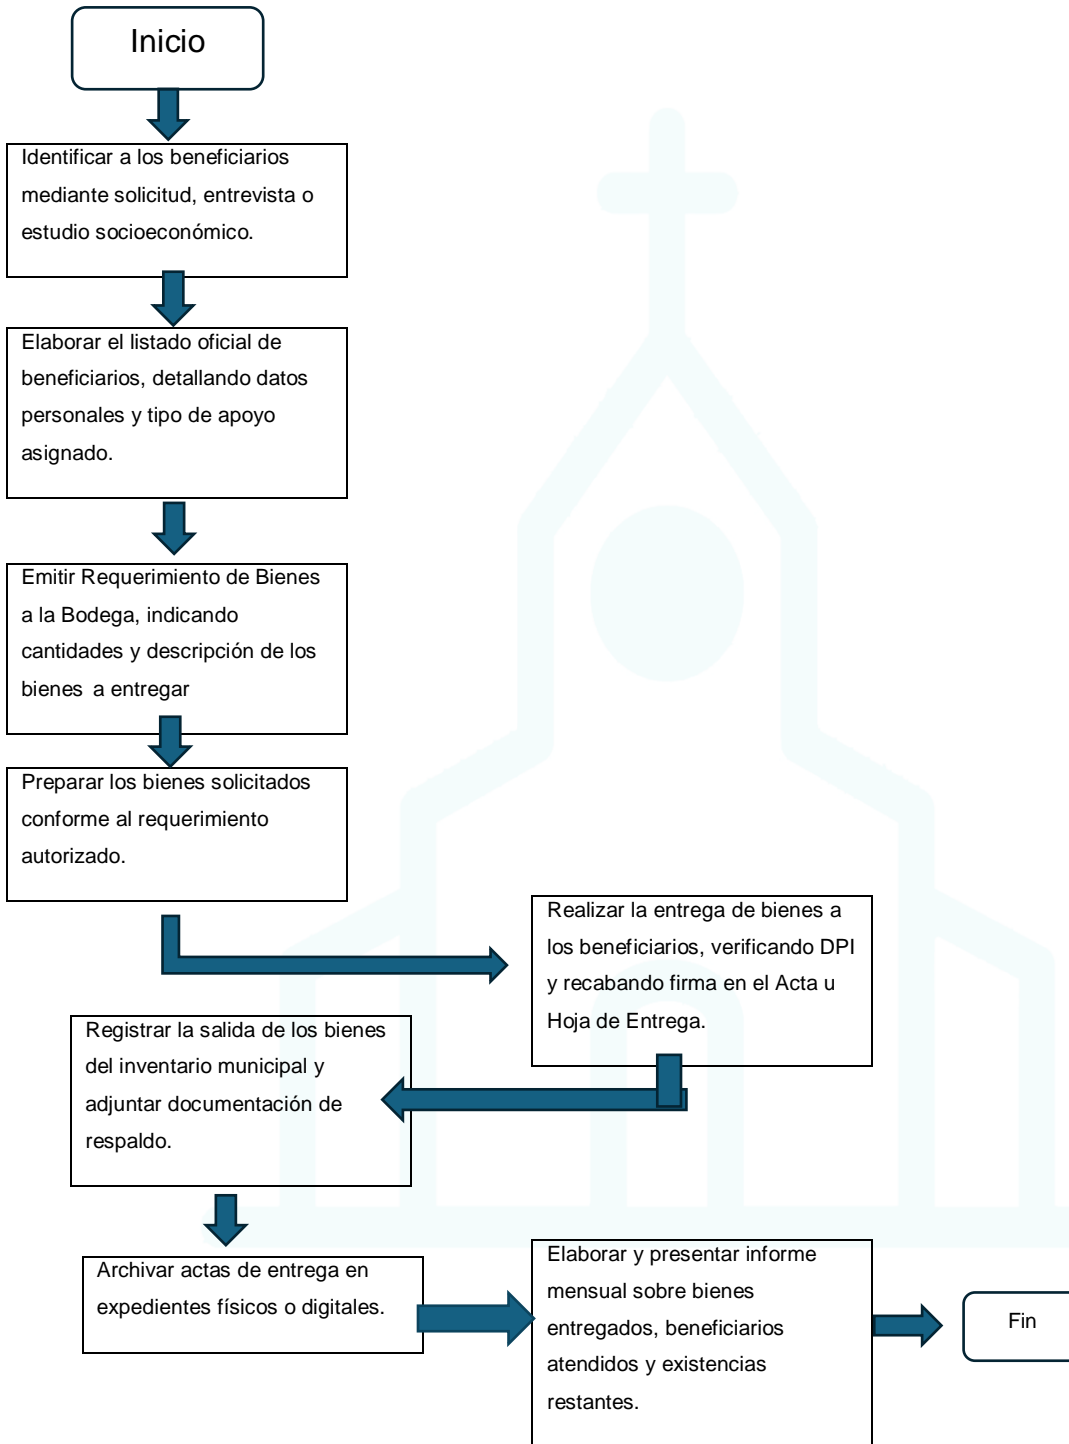 Inicio
Identificar a los beneficiarios
mediante solicitud, entrevista o
estudio socioeconómico.
Elaborar el listado oficial de
beneficiarios, detallando datos
personales y tipo de apoyo
asignado.
Emitir Requerimiento de Bienes
a la Bodega, indicando
cantidades y descripción de los
bienes a entregar
Preparar los bienes solicitados
conforme al requerimiento
autorizado.
Realizar la entrega de bienes a
los beneficiarios, verificando DPI
y recabando firma en el Acta u
Hoja de Entrega.
Registrar la salida de los bienes
del inventario municipal y
adjuntar documentación de
respaldo.
Archivar actas de entrega en
expedientes físicos o digitales.
Elaborar y presentar informe
mensual sobre bienes
entregados, beneficiarios
atendidos y existencias
restantes.
Fin